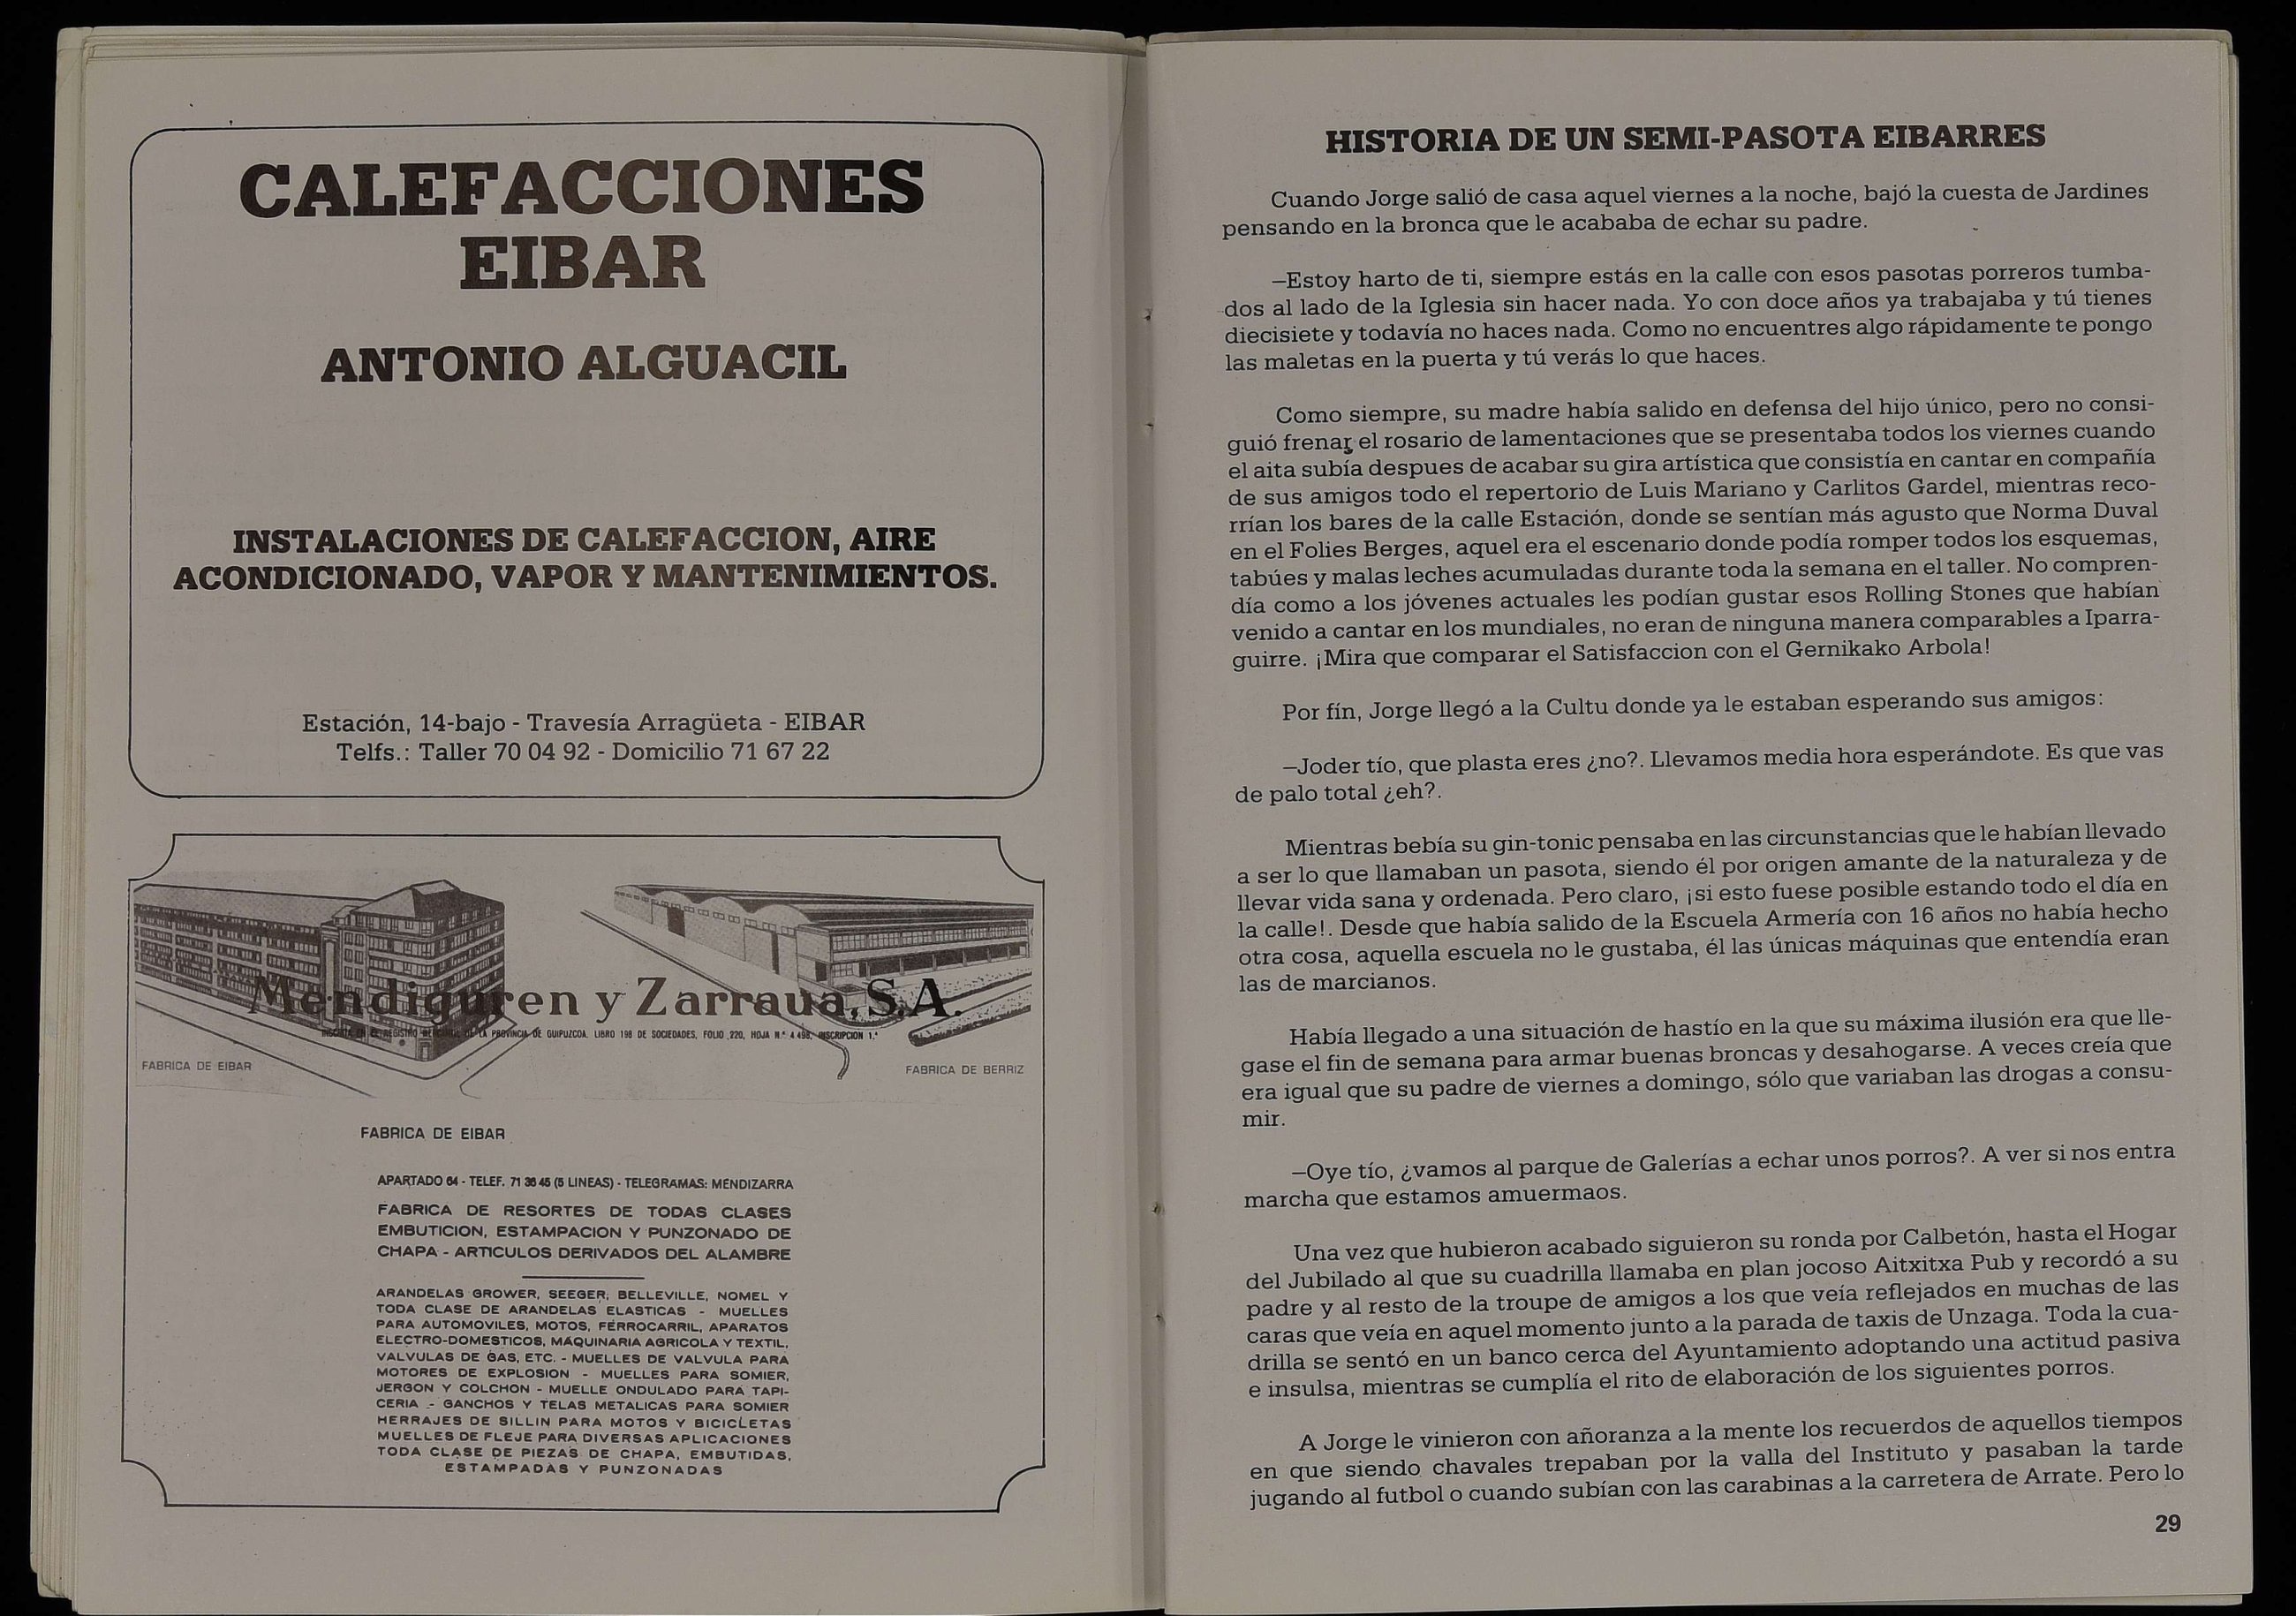 CALEFACCIONES
EIBAR
ANTONIO ALGUACIL
INSTALACIONES DE CALEFACCION, AIRE
ACONDICIONADO, VAPOR Y MANTENIMIENTOS.
Estación, 14-bajo - Travesía Arragüeta - EIBAR
Telfs.: Taller 70 04 92 - Domicilio 71 67 22
Mendiguren y Zarraua, S.A.
INSCRITA EN EL REGISTRO MERCANTIL DE LA PROVINCIA DE GUIPUZCOA. LIBRO 198 DE SOCIEDADES, FOLIO 220, HOJA N.º 4.498, INSCRIPCION 1.ª
FABRICA DE EIBAR
FABRICA DE BERRIZ
FABRICA DE EIBAR
APARTADO 64 - TELEF. 71 36 45 (5 LINEAS) - TELEGRAMAS: MENDIZARRA
FABRICA DE RESORTES DE TODAS CLASES
EMBUTICION, ESTAMPACION Y PUNZONADO DE
CHAPA - ARTICULOS DERIVADOS DEL ALAMBRE
ARANDELAS GROWER, SEEGER, BELLEVILLE, NOMEL Y
TODA CLASE DE ARANDELAS ELASTICAS - MUELLES
PARA AUTOMOVILES, MOTOS, FERROCARRIL, APARATOS
ELECTRO-DOMESTICOS, MAQUINARIA AGRICOLA Y TEXTIL,
VALVULAS DE GAS, ETC. - MUELLES DE VALVULA PARA
MOTORES DE EXPLOSION - MUELLES PARA SOMIER,
JERGON Y COLCHON - MUELLE ONDULADO PARA TAPI-
CERIA - GANCHOS Y TELAS METALICAS PARA SOMIER
HERRAJES DE SILLIN PARA MOTOS Y BICICLETAS
MUELLES DE FLEJE PARA DIVERSAS APLICACIONES
TODA CLASE DE PIEZAS DE CHAPA, EMBUTIDAS,
ESTAMPADAS Y PUNZONADAS
HISTORIA DE UN SEMI-PASOTA EIBARRES
Cuando Jorge salió de casa aquel viernes a la noche, bajó la cuesta de Jardines
pensando en la bronca que le acababa de echar su padre.
—Estoy harto de ti, siempre estás en la calle con esos pasotas porreros tumba-
dos al lado de la Iglesia sin hacer nada. Yo con doce años ya trabajaba y tú tienes
diecisiete y todavía no haces nada. Como no encuentres algo rápidamente te pongo
las maletas en la puerta y tú verás lo que haces.
Como siempre, su madre había salido en defensa del hijo único, pero no consi-
guió frenar el rosario de lamentaciones que se presentaba todos los viernes cuando
el aita subía despues de acabar su gira artística que consistía en cantar en compañía
de sus amigos todo el repertorio de Luis Mariano y Carlitos Gardel, mientras reco-
rrían los bares de la calle Estación, donde se sentían más agusto que Norma Duval
en el Folies Berges, aquel era el escenario donde podía romper todos los esquemas,
tabúes y malas leches acumuladas durante toda la semana en el taller. No compren-
día como a los jóvenes actuales les podían gustar esos Rolling Stones que habían
venido a cantar en los mundiales, no eran de ninguna manera comparables a Iparra-
guirre. ¡Mira que comparar el Satisfaccion con el Gernikako Arbola!
Por fín, Jorge llegó a la Cultu donde ya le estaban esperando sus amigos:
—Joder tío, que plasta eres ¿no?. Llevamos media hora esperándote. Es que vas
de palo total ¿eh?.
Mientras bebía su gin-tonic pensaba en las circunstancias que le habían llevado
a ser lo que llamaban un pasota, siendo él por origen amante de la naturaleza y de
llevar vida sana y ordenada. Pero claro, ¡si esto fuese posible estando todo el día en
la calle!. Desde que había salido de la Escuela Armería con 16 años no había hecho
otra cosa, aquella escuela no le gustaba, él las únicas máquinas que entendía eran
las de marcianos.
Había llegado a una situación de hastío en la que su máxima ilusión era que lle-
gase el fin de semana para armar buenas broncas y desahogarse. A veces creía que
era igual que su padre de viernes a domingo, sólo que variaban las drogas a consu-
mir.
—Oye tío, ¿vamos al parque de Galerías a echar unos porros?. A ver si nos entra
marcha que estamos amuermaos.
Una vez que hubieron acabado siguieron su ronda por Calbetón, hasta el Hogar
del Jubilado al que su cuadrilla llamaba en plan jocoso Aitxitxa Pub y recordó a su
padre y al resto de la troupe de amigos a los que veía reflejados en muchas de las
caras que veía en aquel momento junto a la parada de taxis de Unzaga. Toda la cua-
drilla se sentó en un banco cerca del Ayuntamiento adoptando una actitud pasiva
e insulsa, mientras se cumplía el rito de elaboración de los siguientes porros.
A Jorge le vinieron con añoranza a la mente los recuerdos de aquellos tiempos
en que siendo chavales trepaban por la valla del Instituto y pasaban la tarde
jugando al futbol o cuando subían con las carabinas a la carretera de Arrate. Pero lo
29